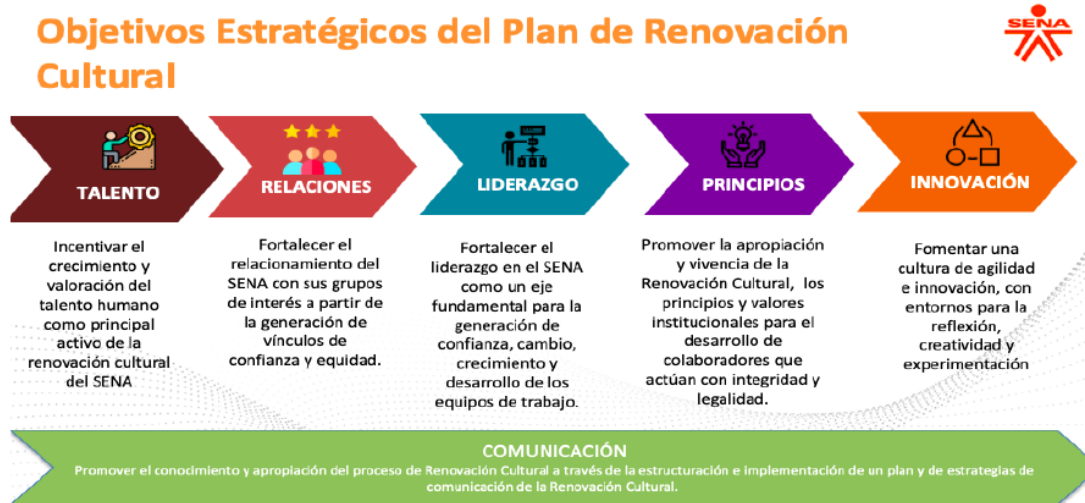 Objetivos Estratégicos del Plan de Renovación
Cultural
SENA
TALENTO
Incentivar el
crecimiento y
valoración del
talento humano
como principal
activo de la
renovación cultural
del SENA
RELACIONES
Fortalecer el
relacionamiento del
SENA con sus grupos
de interés a partir de
la generación de
vínculos de
confianza y equidad.
LIDERAZGO
Fortalecer el
liderazgo en el SENA
como un eje
fundamental para la
generación de
confianza, cambio,
crecimiento y
desarrollo de los
equipos de trabajo.
PRINCIPIOS
Promover la apropiación
y vivencia de la
Renovación Cultural, los
principios y valores
institucionales para el
desarrollo de
colaboradores que
actúan con integridad y
legalidad.
INNOVACIÓN
Fomentar una
cultura de agilidad
e innovación, con
entornos para la
reflexión,
creatividad y
experimentación
COMUNICACIÓN
Promover el conocimiento y apropiación del proceso de Renovación Cultural a través de la estructuración e implementación de un plan y de estrategias de
comunicación de la Renovación Cultural.